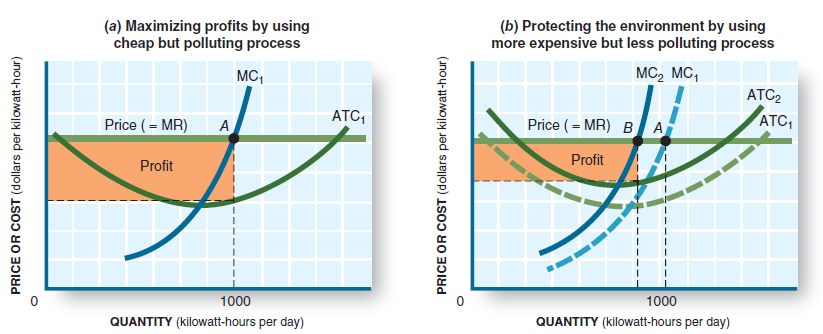 (a) Maximizing profits by using
cheap but polluting process
PRICE OR COST (dollars per kilowatt-hour)
MC1
ATC1
Price ( = MR)
A
Profit
0
1000
QUANTITY (kilowatt-hours per day)
(b) Protecting the environment by using
more expensive but less polluting process
PRICE OR COST (dollars per kilowatt-hour)
MC2 MC1
ATC2
ATC1
Price ( = MR) B A
Profit
0
1000
QUANTITY (kilowatt-hours per day)